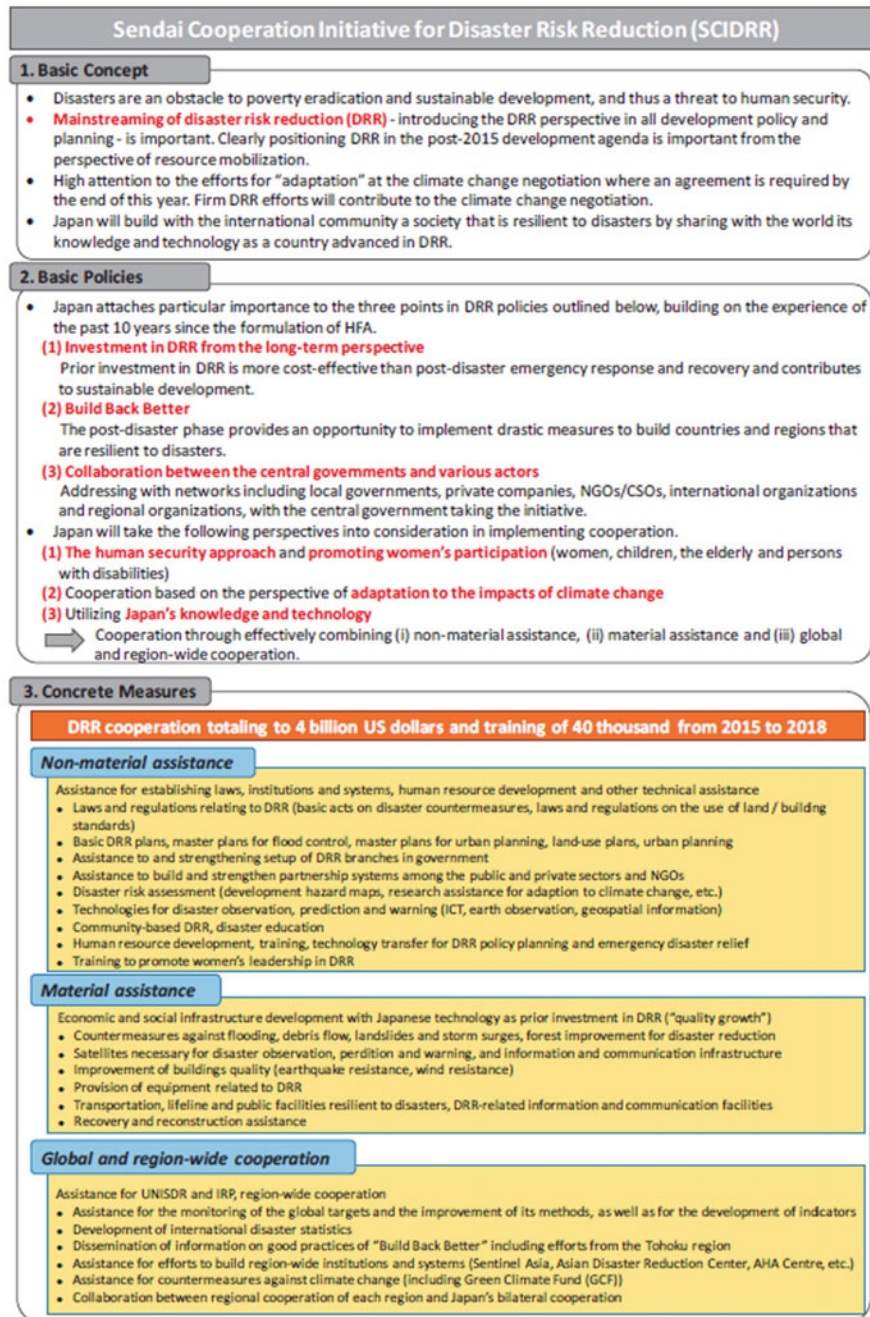 Sendai Cooperation Initiative for Disaster Risk Reduction (SCIDRR)
1. Basic Concept
• Disasters are an obstacle to poverty eradication and sustainable development, and thus a threat to human security.
• Mainstreaming of disaster risk reduction (DRR) - introducing the DRR perspective in all development policy and
planning - is important. Clearly positioning DRR in the post-2015 development agenda is important from the
perspective of resource mobilization.
• High attention to the efforts for "adaptation" at the climate change negotiation where an agreement is required by
the end of this year. Firm DRR efforts will contribute to the climate change negotiation.
• Japan will build with the international community a society that is resilient to disasters by sharing with the world its
knowledge and technology as a country advanced in DRR.
2. Basic Policies
• Japan attaches particular importance to the three points in DRR policies outlined below, building on the experience of
the past 10 years since the formulation of HFA.
(1) Investment in DRR from the long-term perspective
Prior investment in DRR is more cost-effective than post-disaster emergency response and recovery and contributes
to sustainable development.
(2) Build Back Better
The post-disaster phase provides an opportunity to implement drastic measures to build countries and regions that
are resilient to disasters.
(3) Collaboration between the central governments and various actors
Addressing with networks including local governments, private companies, NGOs/CSOs, international organizations
and regional organizations, with the central government taking the initiative.
• Japan will take the following perspectives into consideration in implementing cooperation.
(1) The human security approach and promoting women's participation (women, children, the elderly and persons
with disabilities)
(2) Cooperation based on the perspective of adaptation to the impacts of climate change
(3) Utilizing Japan's knowledge and technology
Cooperation through effectively combining (i) non-material assistance, (ii) material assistance and (iii) global
and region-wide cooperation.
3. Concrete Measures
DRR cooperation totaling to 4 billion US dollars and training of 40 thousand from 2015 to 2018
Non-material assistance
Assistance for establishing laws, institutions and systems, human resource development and other technical assistance
• Laws and regulations relating to DRR (basic acts on disaster countermeasures, laws and regulations on the use of land / building
standards)
• Basic DRR plans, master plans for flood control, master plans for urban planning, land-use plans, urban planning
• Assistance to and strengthening setup of DRR branches in government
• Assistance to build and strengthen partnership systems among the public and private sectors and NGOs
• Disaster risk assessment (development hazard maps, research assistance for adaption to climate change, etc.)
• Technologies for disaster observation, prediction and warning (ICT, earth observation, geospatial information)
• Community-based DRR, disaster education
• Human resource development, training, technology transfer for DRR policy planning and emergency disaster relief
• Training to promote women's leadership in DRR
Material assistance
Economic and social infrastructure development with Japanese technology as prior investment in DRR ("quality growth")
• Countermeasures against flooding, debris flow, landslides and storm surges, forest improvement for disaster reduction
• Satellites necessary for disaster observation, perdition and warning, and information and communication infrastructure
• Improvement of buildings quality (earthquake resistance, wind resistance)
• Provision of equipment related to DRR
• Transportation, lifeline and public facilities resilient to disasters, DRR-related information and communication facilities
• Recovery and reconstruction assistance
Global and region-wide cooperation
Assistance for UNISDR and IRP, region-wide cooperation
• Assistance for the monitoring of the global targets and the improvement of its methods, as well as for the development of indicators
• Development of international disaster statistics
• Dissemination of information on good practices of "Build Back Better" including efforts from the Tohoku region
• Assistance for efforts to build region-wide institutions and systems (Sentinel Asia, Asian Disaster Reduction Center, AHA Centre, etc.)
• Assistance for countermeasures against climate change (including Green Climate Fund (GCF))
• Collaboration between regional cooperation of each region and Japan's bilateral cooperation